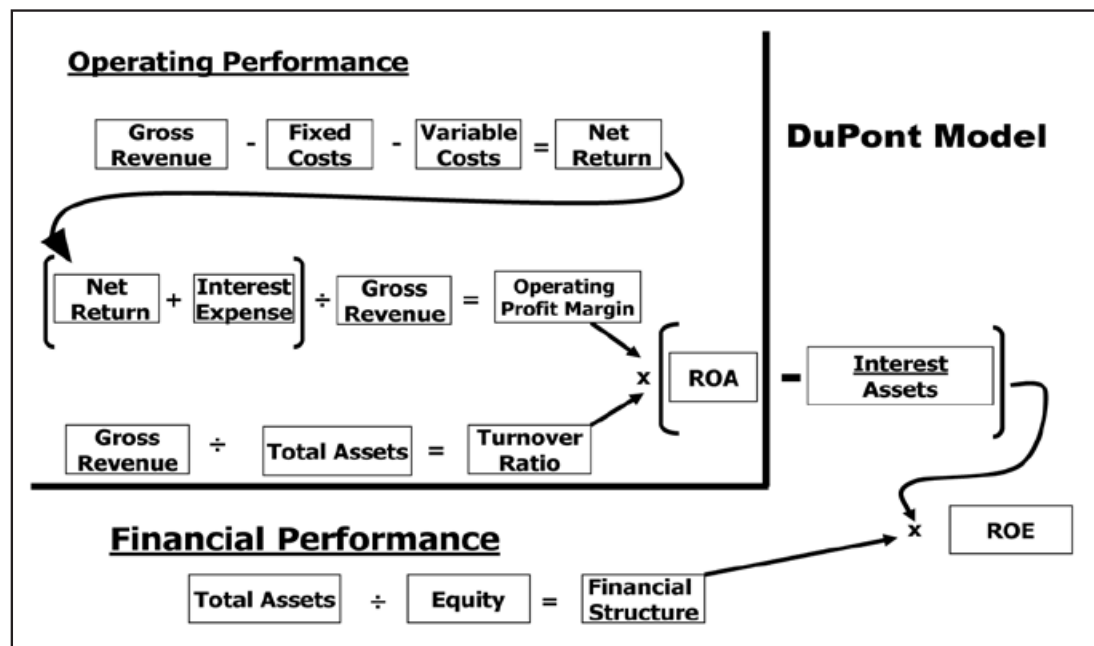 Operating Performance
DuPont Model
Gross Revenue - Fixed Costs - Variable Costs = Net Return
[ Net Return + Interest Expense ] ÷ Gross Revenue = Operating Profit Margin
x [ ROA - Interest Assets ]
Gross Revenue ÷ Total Assets = Turnover Ratio
Financial Performance
x ROE
Total Assets ÷ Equity = Financial Structure